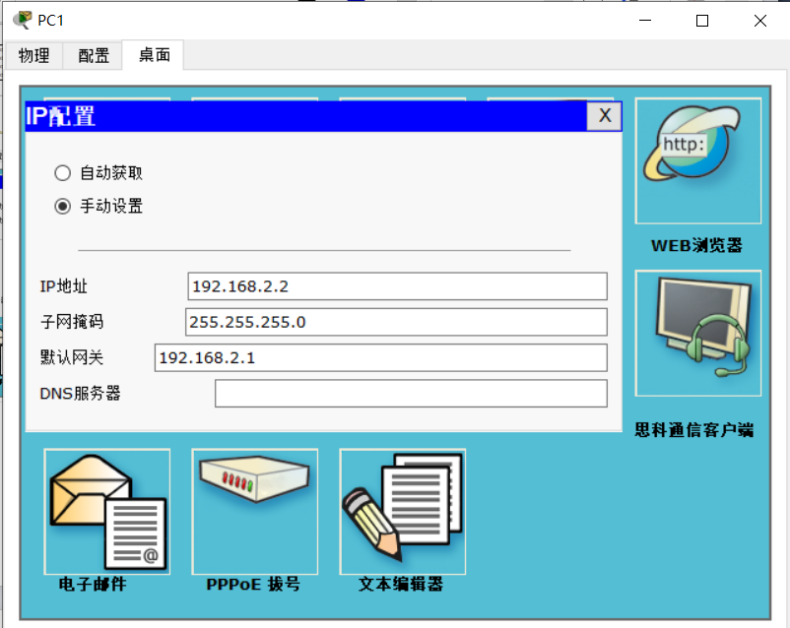 PC1
物理 配置 桌面
IP配置 X
自动获取
手动设置
IP地址 192.168.2.2
子网掩码 255.255.255.0
默认网关 192.168.2.1
DNS服务器
http:
WEB浏览器
思科通信客户端
@
电子邮件 PPPoE 拔号 文本编辑器